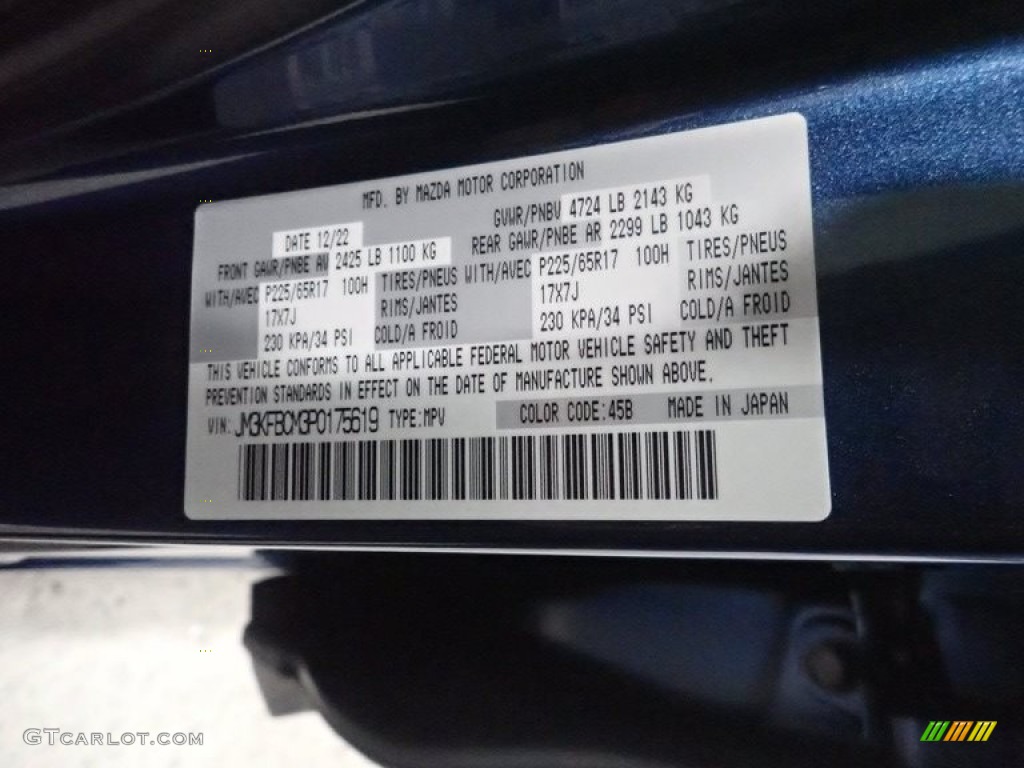 MFD. BY MAZDA MOTOR CORPORATION
DATE 12/22 GVWR/PNBV 4724 LB 2143 KG
FRONT GAWR/PNBE AV 2425 LB 1100 KG REAR GAWR/PNBE AR 2299 LB 1043 KG
WITH/AVEC P225/65R17 100H TIRES/PNEUS WITH/AVEC P225/65R17 100H TIRES/PNEUS
17X7J RIMS/JANTES 17X7J RIMS/JANTES
230 KPA/34 PSI COLD/A FROID 230 KPA/34 PSI COLD/A FROID
THIS VEHICLE CONFORMS TO ALL APPLICABLE FEDERAL MOTOR VEHICLE SAFETY AND THEFT
PREVENTION STANDARDS IN EFFECT ON THE DATE OF MANUFACTURE SHOWN ABOVE.
VIN: JM3KFBCM3P0175619 TYPE:MPV COLOR CODE:45B MADE IN JAPAN
GTCARLOT.COM